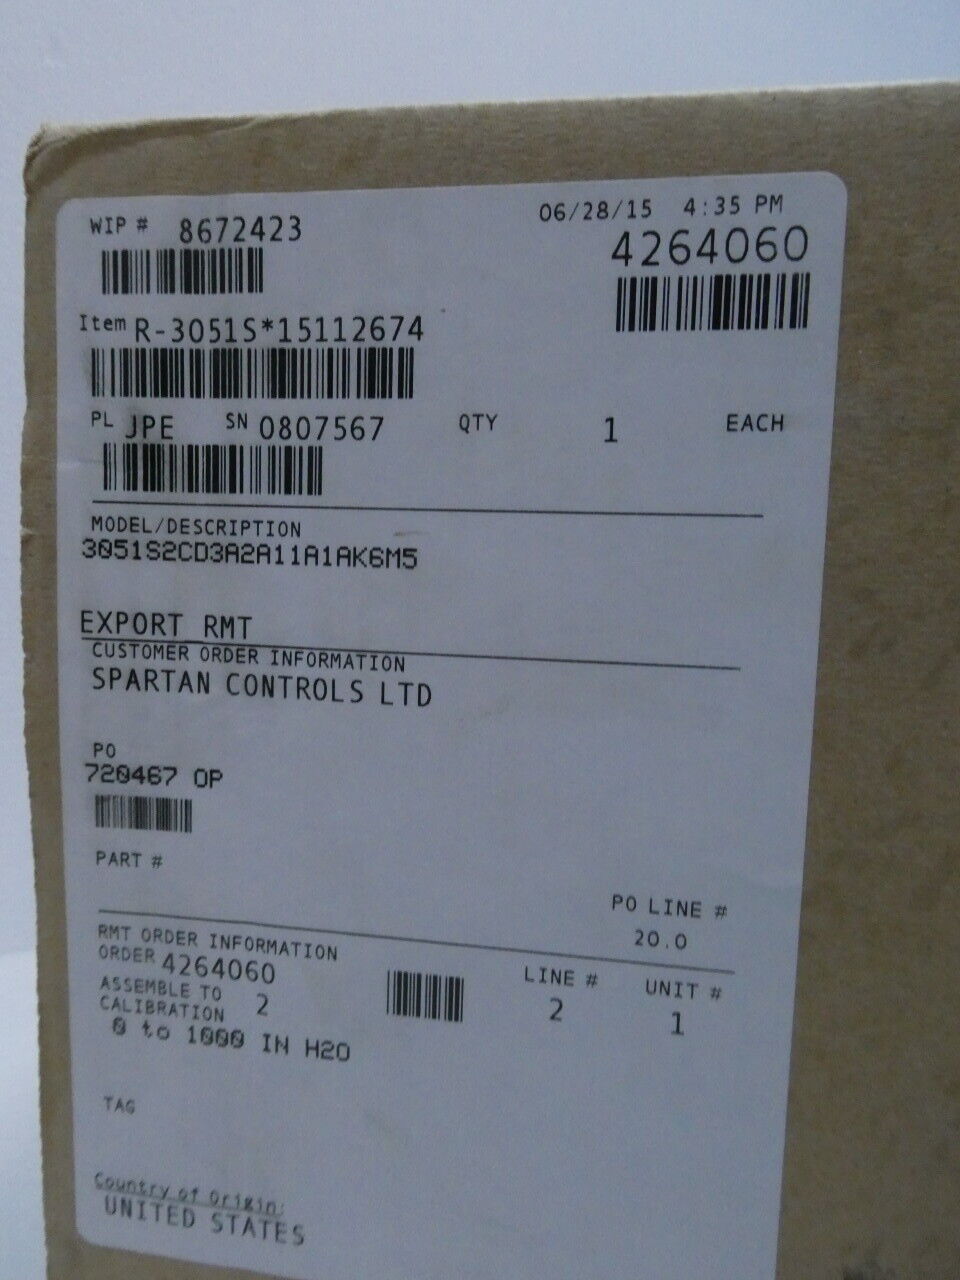 WIP # 8672423
06/28/15 4:35 PM
4264060
Item R-3051S*15112674
PL JPE SN 0807567 QTY 1 EACH
MODEL/DESCRIPTION
3051S2CD3A2A11A1AK6M5
EXPORT RMT
CUSTOMER ORDER INFORMATION
SPARTAN CONTROLS LTD
PO
720467 OP
PART #
PO LINE #
20.0
RMT ORDER INFORMATION
ORDER 4264060
LINE # UNIT #
ASSEMBLE TO 2
2 1
CALIBRATION
0 to 1000 IN H2O
TAG
Country of Origin:
UNITED STATES